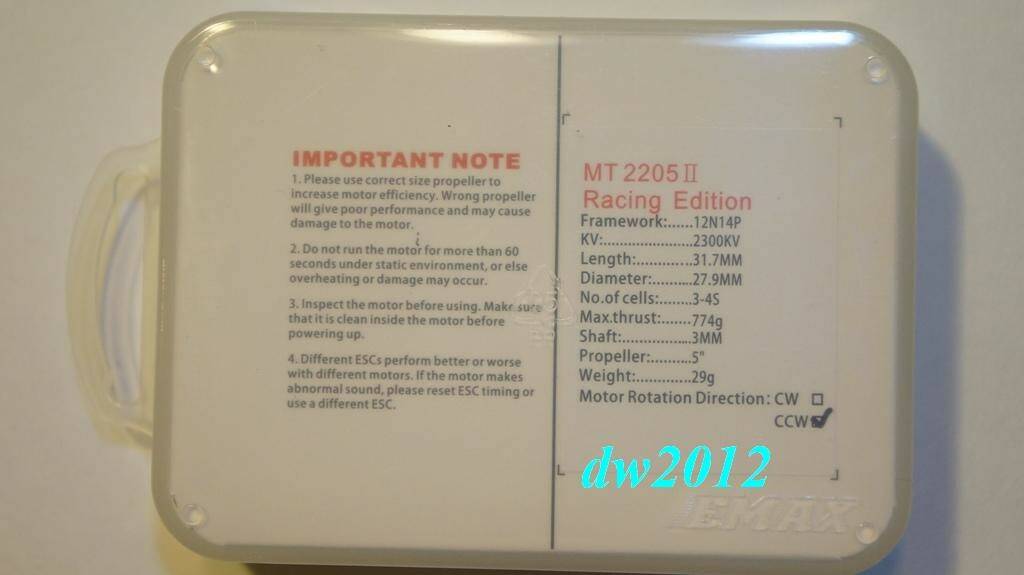 IMPORTANT NOTE
1. Please use correct size propeller to
increase motor efficiency. Wrong propeller
will give poor performance and may cause
damage to the motor.
2. Do not run the motor for more than 60
seconds under static environment, or else
overheating or damage may occur.
3. Inspect the motor before using. Make sure
that it is clean inside the motor before
powering up.
4. Different ESCs perform better or worse
with different motors. If the motor makes
abnormal sound, please reset ESC timing or
use a different ESC.
MT 2205 II
Racing Edition
Framework:......12N14P
KV:......................2300KV
Length:.............31.7MM
Diameter:..........27.9MM
No.of cells:........3-4S
Max.thrust:.......774g
Shaft:.................3MM
Propeller:..........5"
Weight:.............29g
Motor Rotation Direction: CW
CCW
dw2012
EMAX